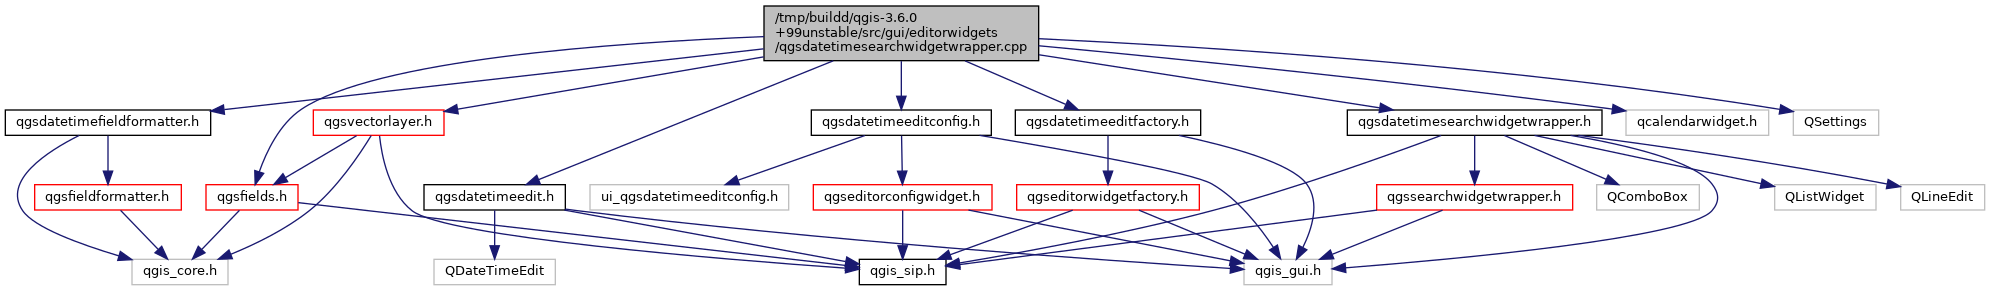 /tmp/buildd/qgis-3.6.0
+99unstable/src/gui/editorwidgets
/qgsdatetimesearchwidgetwrapper.cpp
qgsdatetimefieldformatter.h
qgsvectorlayer.h
qgsdatetimeeditconfig.h
qgsdatetimeeditfactory.h
qgsdatetimesearchwidgetwrapper.h
qcalendarwidget.h
QSettings
qgsfieldformatter.h
qgsfields.h
qgsdatetimeedit.h
ui_qgsdatetimeeditconfig.h
qgseditorconfigwidget.h
qgseditorwidgetfactory.h
qgssearchwidgetwrapper.h
QComboBox
QListWidget
QLineEdit
qgis_core.h
QDateTimeEdit
qgis_sip.h
qgis_gui.h